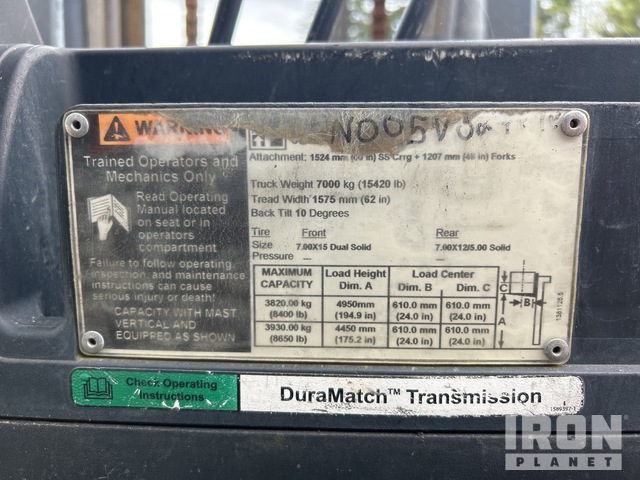 WARNING
Trained Operators and
Mechanics Only
Read Operating
Manual located
on seat or in
operators
compartment
Failure to follow operating,
inspection, and maintenance
instructions can cause
serious injury or death!
CAPACITY WITH MAST
VERTICAL AND
EQUIPPED AS SHOWN
Attachment: 1524 mm (60 in) SS Crrg + 1207 mm (48 in) Forks
Truck Weight 7000 kg (15420 lb)
Tread Width 1575 mm (62 in)
Back Tilt 10 Degrees
Tire Front Rear
Size 7.00X15 Dual Solid 7.00X12/5.00 Solid
Pressure — —
MAXIMUM CAPACITY Load Height Dim. A Load Center Dim. B Dim. C
3820.00 kg (8400 lb) 4950mm (194.9 in) 610.0 mm (24.0 in) 610.0 mm (24.0 in)
3930.00 kg (8650 lb) 4450 mm (175.2 in) 610.0 mm (24.0 in) 610.0 mm (24.0 in)
C
B
A
Check Operating
Instructions
DuraMatch™ Transmission
IRON
PLANET